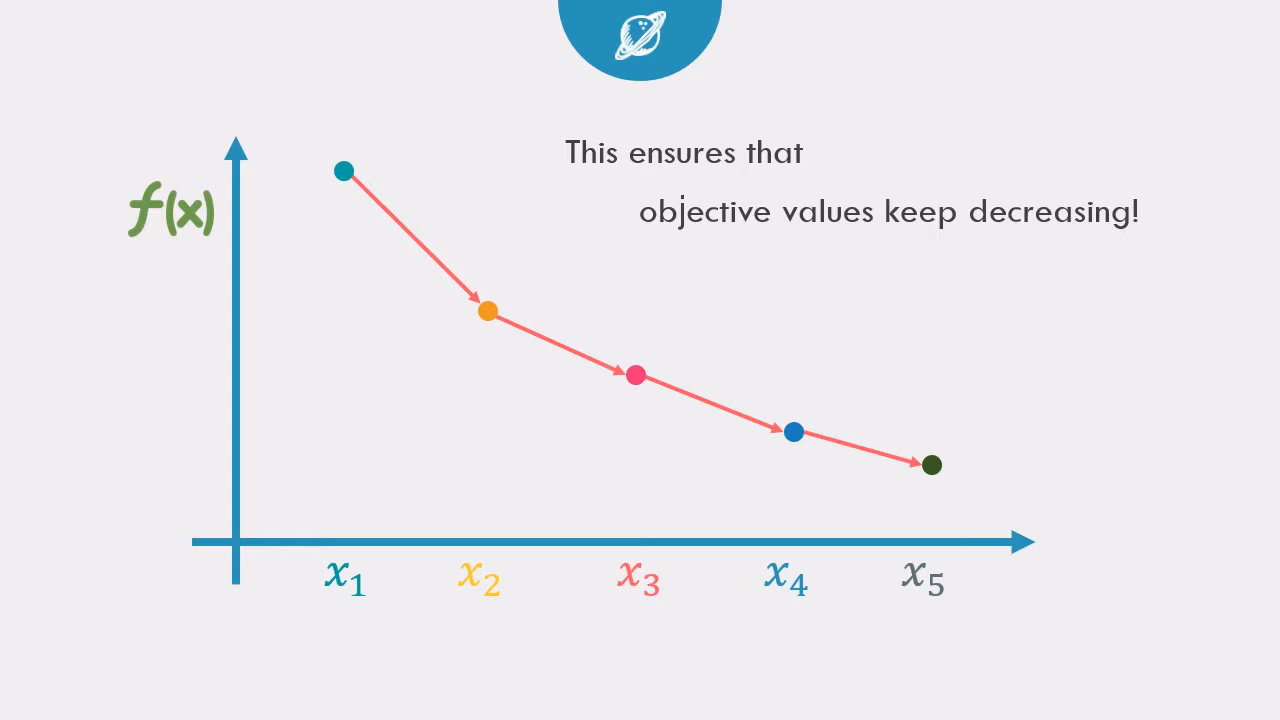 This ensures that
objective values keep decreasing!
f(x)
x₁ x₂ x₃ x₄ x₅